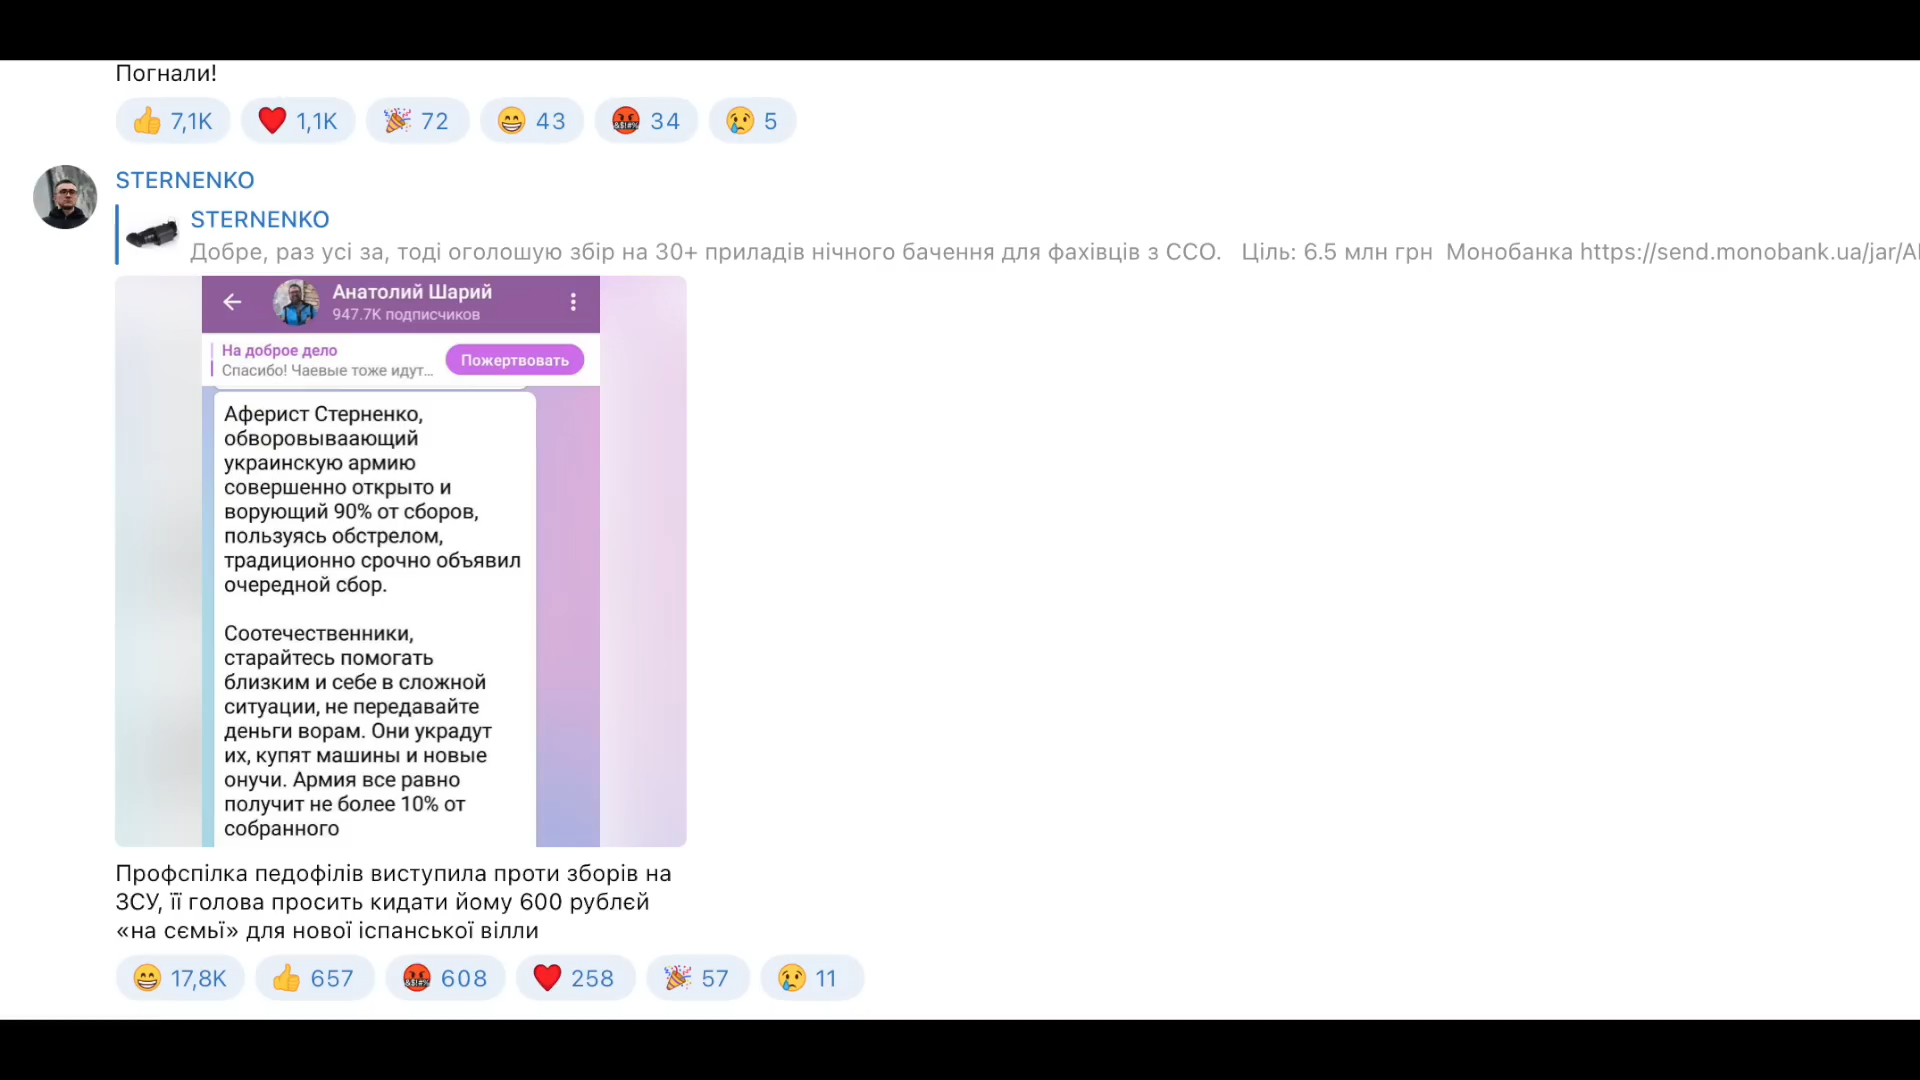 Погнали!
👍 7,1K ❤️ 1,1K 🎉 72 😁 43 🤬 34 😢 5
STERNENKO
STERNENKO
Добре, раз усі за, тоді оголошую збір на 30+ приладів нічного бачення для фахівців з ССО. Ціль: 6.5 млн грн Монобанка https://send.monobank.ua/jar/A
Анатолий Шарий
947.7K подписчиков
На доброе дело
Спасибо! Чаевые тоже идут...
Пожертвовать
Аферист Стерненко,
обворовываающий
украинскую армию
совершенно открыто и
ворующий 90% от сборов,
пользуясь обстрелом,
традиционно срочно объявил
очередной сбор.
Соотечественники,
старайтесь помогать
близким и себе в сложной
ситуации, не передавайте
деньги ворам. Они украдут
их, купят машины и новые
онучи. Армия все равно
получит не более 10% от
собранного
Профспілка педофілів виступила проти зборів на
ЗСУ, її голова просить кидати йому 600 рублєй
«на сємьї» для нової іспанської вілли
😁 17,8K 👍 657 🤬 608 ❤️ 258 🎉 57 😢 11